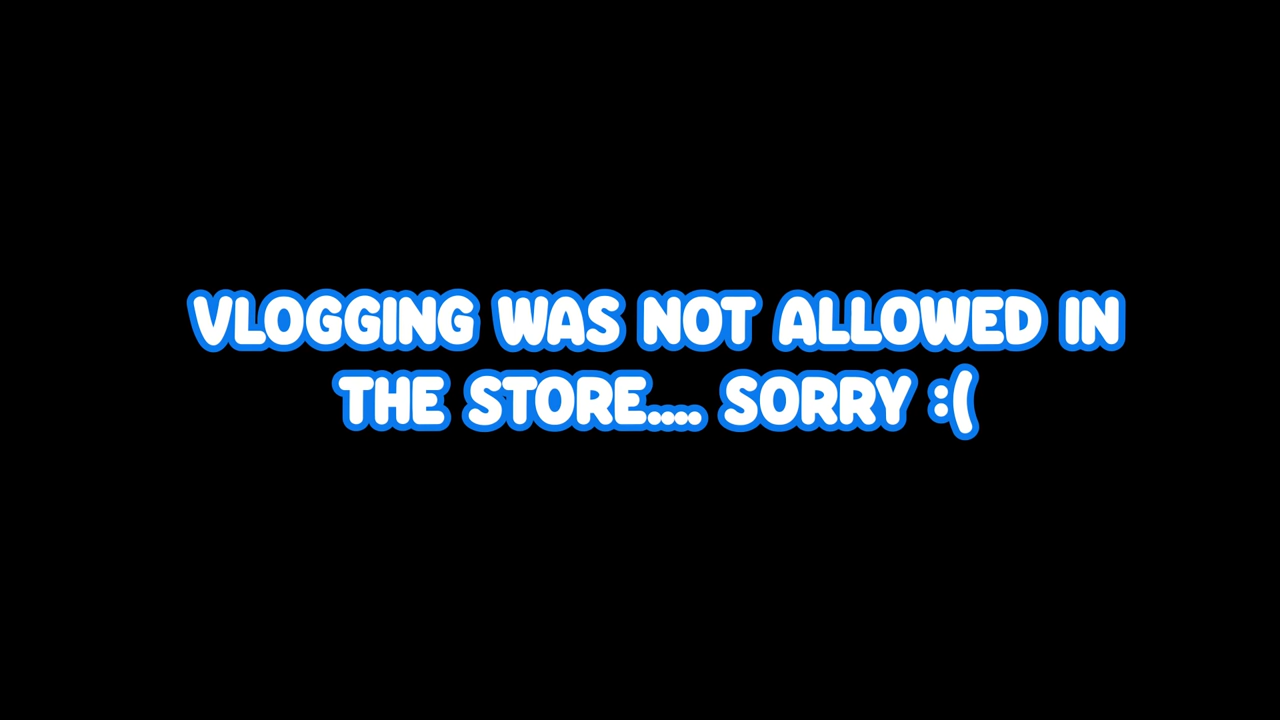 VLOGGING WAS NOT ALLOWED IN
THE STORE.... SORRY :(